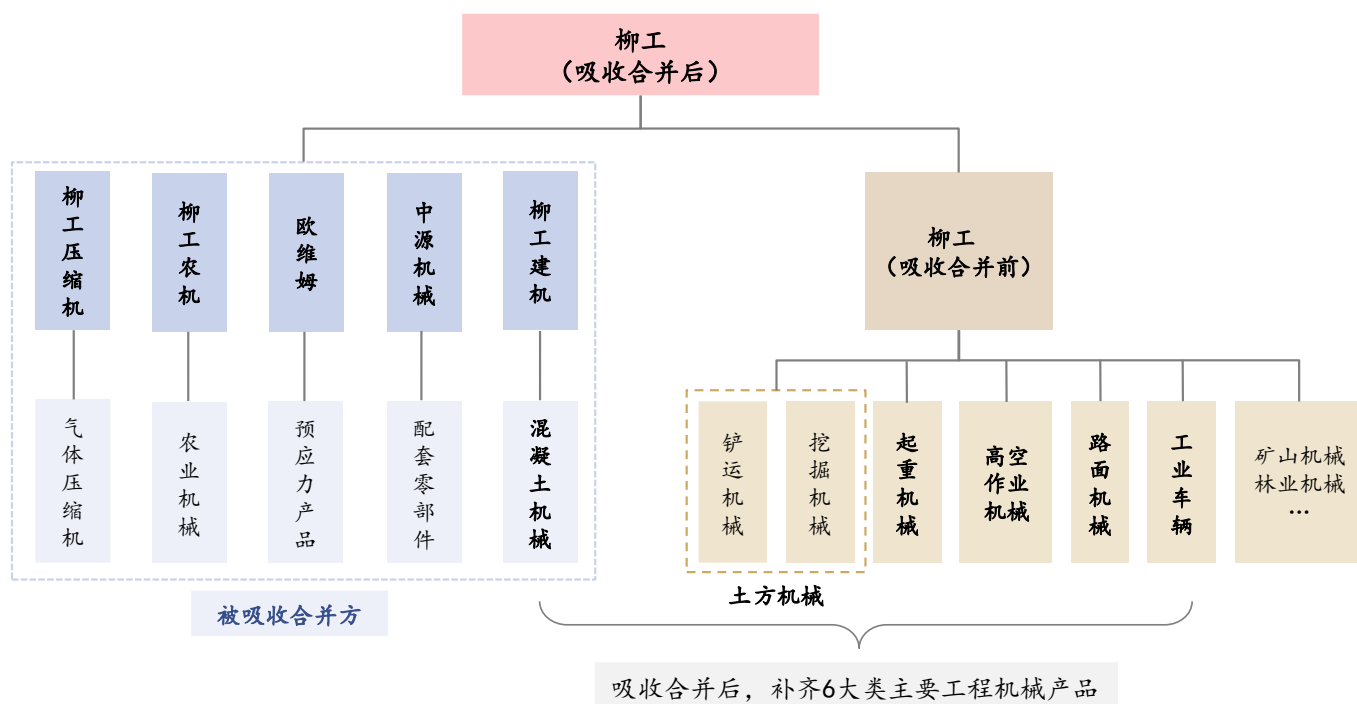 柳工
（吸收合并后）
柳工压缩机
柳工农机
欧维姆
中源机械
柳工建机
柳工
（吸收合并前）
气体压缩机
农业机械
预应力产品
配套零部件
混凝土机械
铲运机械
挖掘机械
起重机械
高空
作业
机械
路面机械
工业车辆
矿山机械
林业机械
...
土方机械
被吸收合并方
吸收合并后，补齐6大类主要工程机械产品